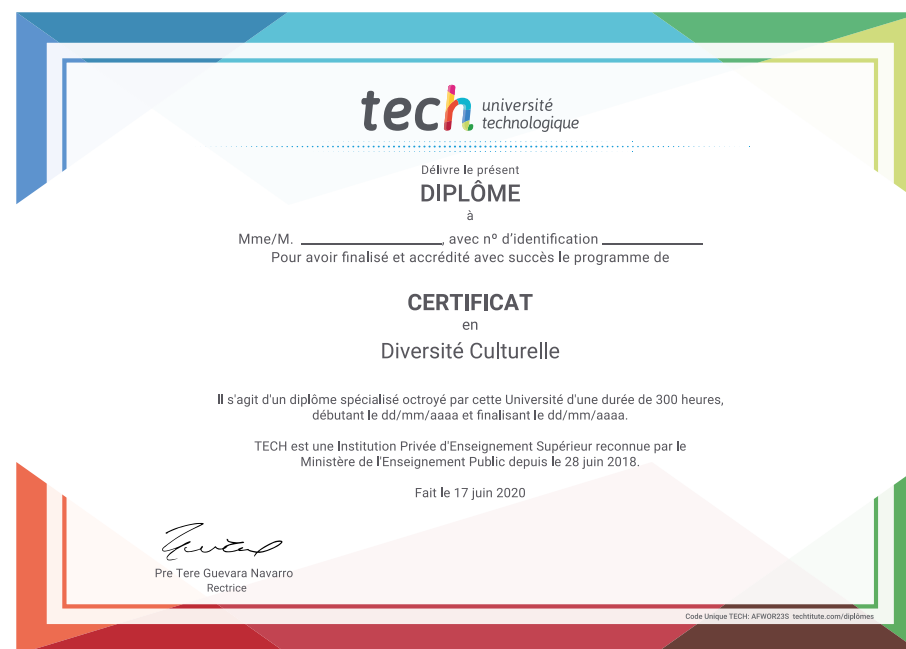 tech université
technologique
Délivre le présent
DIPLÔME
à
Mme/M. ____________________, avec nº d'identification ______________
Pour avoir finalisé et accrédité avec succès le programme de
CERTIFICAT
en
Diversité Culturelle
Il s'agit d'un diplôme spécialisé octroyé par cette Université d'une durée de 300 heures,
débutant le dd/mm/aaaa et finalisant le dd/mm/aaaa.
TECH est une Institution Privée d'Enseignement Supérieur reconnue par le
Ministère de l'Enseignement Public depuis le 28 juin 2018.
Fait le 17 juin 2020
Pre Tere Guevara Navarro
Rectrice
Code Unique TECH: AFWOR23S techtitute.com/diplômes